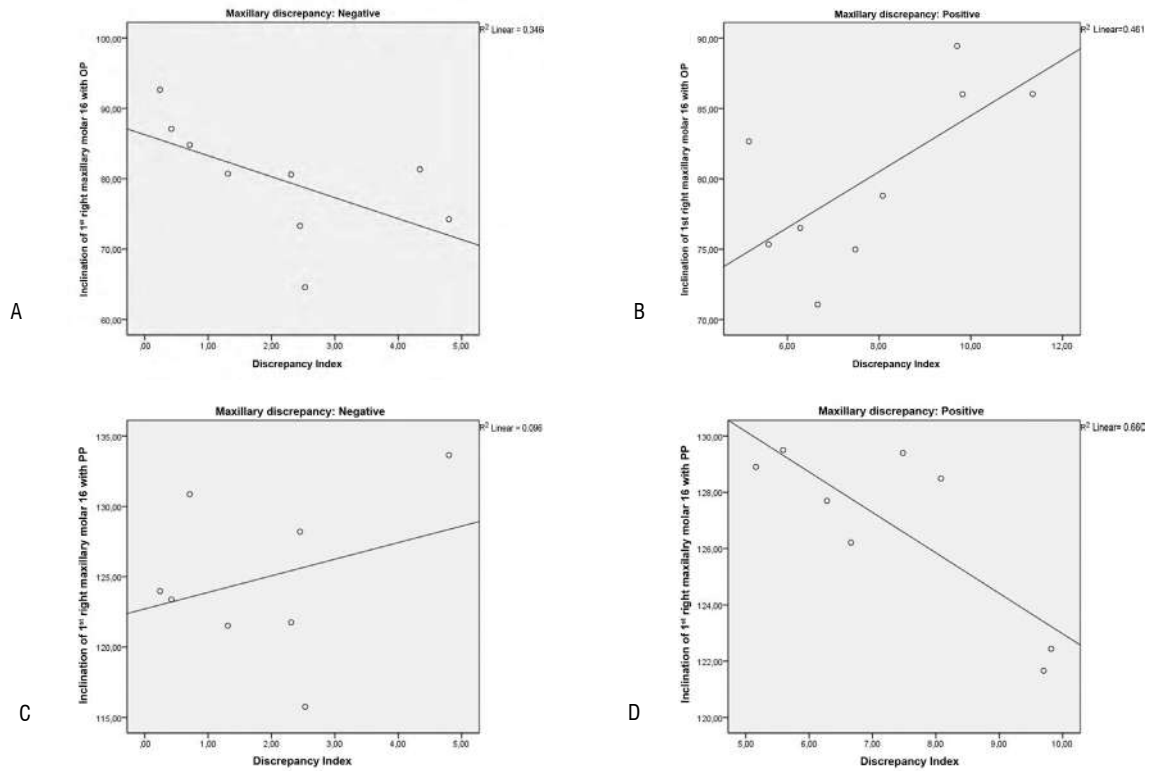 Maxillary discrepancy: Negative
R² Linear = 0.346
Inclination of 1ˢᵗ right maxillary molar 16 with OP
100,00
90,00
80,00
70,00
60,00
,00 1,00 2,00 3,00 4,00 5,00
Discrepancy Index
A
Maxillary discrepancy: Positive
R² Linear=0.461
Inclination of 1st right maxillary molar 16 with OP
90,00
85,00
80,00
75,00
70,00
6,00 8,00 10,00 12,00
Discrepancy Index
B
Maxillary discrepancy: Negative
R² Linear = 0.096
Inclination of 1ˢᵗ right maxillary molar 16 with PP
135,00
130,00
125,00
120,00
115,00
,00 1,00 2,00 3,00 4,00 5,00
Discrepancy Index
C
Maxillary discrepancy: Positive
R² Linear= 0.660
Inclination of 1ˢᵗ right maxilalry molar 16 with PP
130,00
128,00
126,00
124,00
122,00
120,00
5,00 6,00 7,00 8,00 9,00 10,00
Discrepancy Index
D